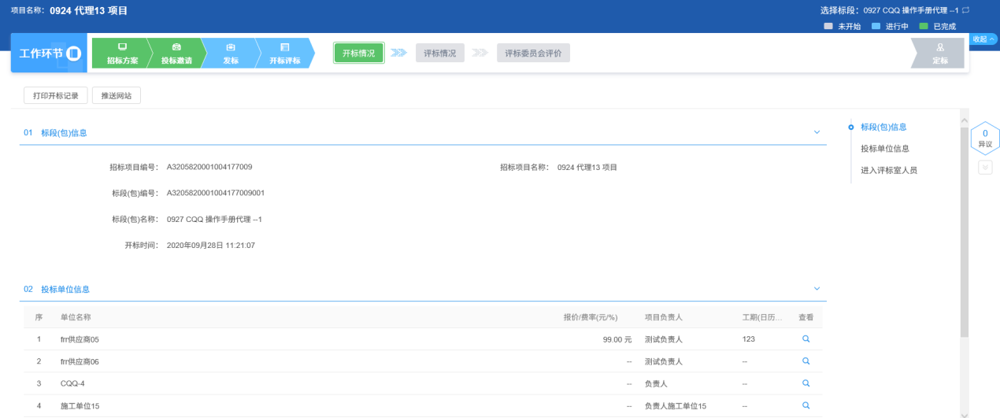 项目名称：0924 代理13 项目
选择标段：0927 CQQ 操作手册代理 --1
未开始 进行中 已完成
收起
工作环节
招标方案 投标邀请 发标 开标评标
开标情况 评标情况 评标委员会评价
定标
打印开标记录 推送网站
01 标段(包)信息
招标项目编号： A3205820001004177009 招标项目名称： 0924 代理13 项目
标段(包)编号： A3205820001004177009001
标段(包)名称： 0927 CQQ 操作手册代理 --1
开标时间： 2020年09月28日 11:21:07
02 投标单位信息
序 单位名称 报价/费率(元/%) 项目负责人 工期(日历... 查看
1 frr供应商05 99.00 元 测试负责人 123
2 frr供应商06 -- 测试负责人 --
3 CQQ-4 -- 负责人 --
4 施工单位15 -- 负责人施工单位15 --
标段(包)信息
投标单位信息
进入评标室人员
0
异议